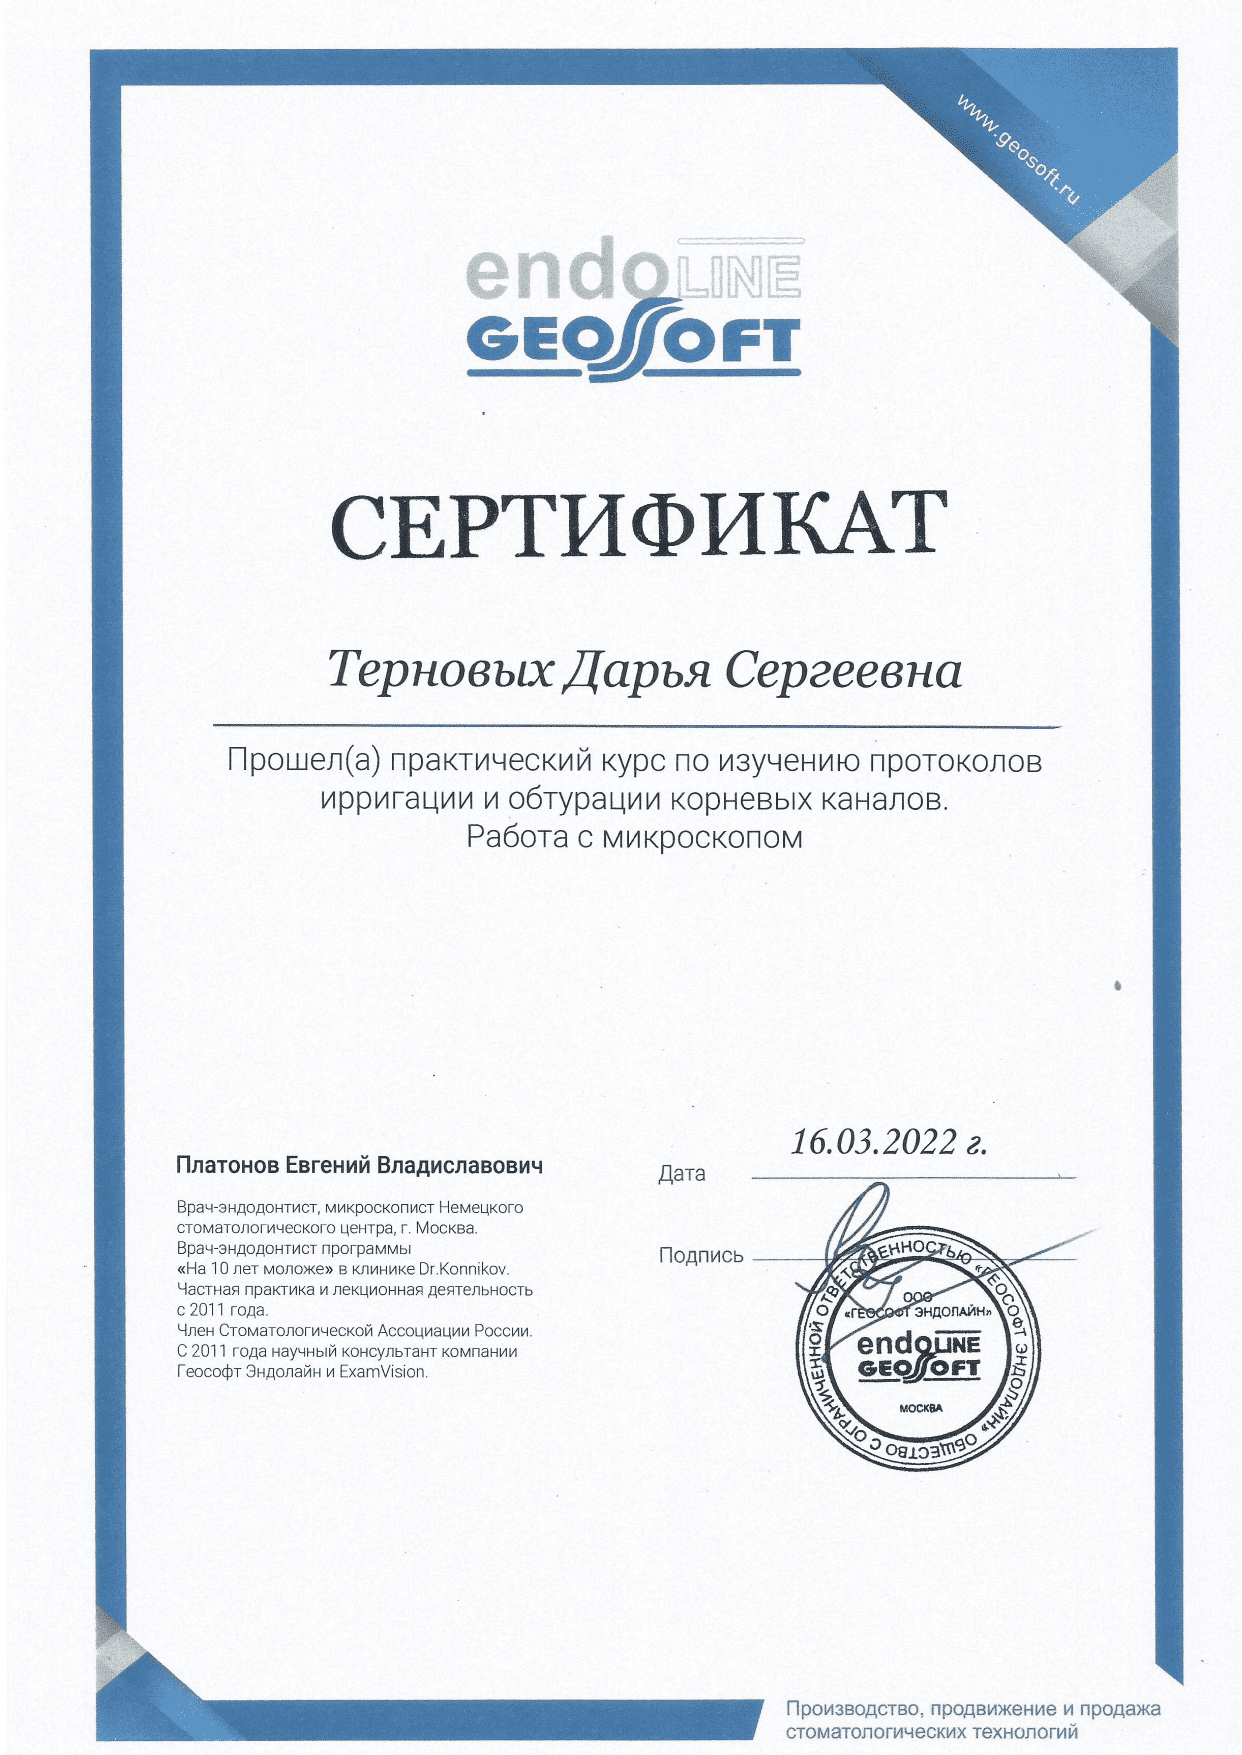 www.geosoft.ru
endoLINE
GEOSOFT
СЕРТИФИКАТ
Терновых Дарья Сергеевна
Прошел(а) практический курс по изучению протоколов
ирригации и обтурации корневых каналов.
Работа с микроскопом
Платонов Евгений Владиславович
Врач-эндодонтист, микроскопист Немецкого
стоматологического центра, г. Москва.
Врач-эндодонтист программы
«На 10 лет моложе» в клинике Dr.Konnikov.
Частная практика и лекционная деятельность
с 2011 года.
Член Стоматологической Ассоциации России.
С 2011 года научный консультант компании
Геософт Эндолайн и ExamVision.
Дата 16.03.2022 г.
Подпись
ОБЩЕСТВО С ОГРАНИЧЕННОЙ ОТВЕТСТВЕННОСТЬЮ «ГЕОСОФТ ЭНДОЛАЙН»
ООО
«ГЕОСОФТ ЭНДОЛАЙН»
endoLINE
GEOSOFT
МОСКВА
Производство, продвижение и продажа
стоматологических технологий